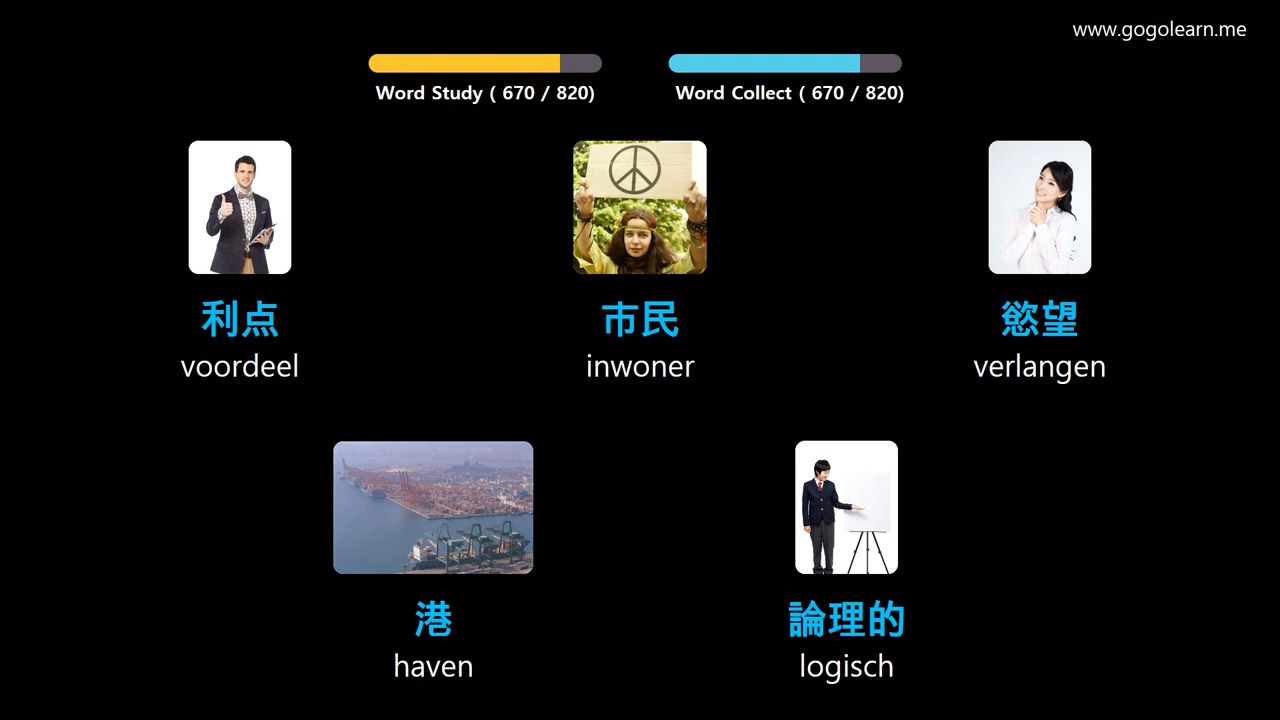 www.gogolearn.me
Word Study ( 670 / 820)
Word Collect ( 670 / 820)
利点
voordeel
市民
inwoner
慾望
verlangen
港
haven
論理的
logisch